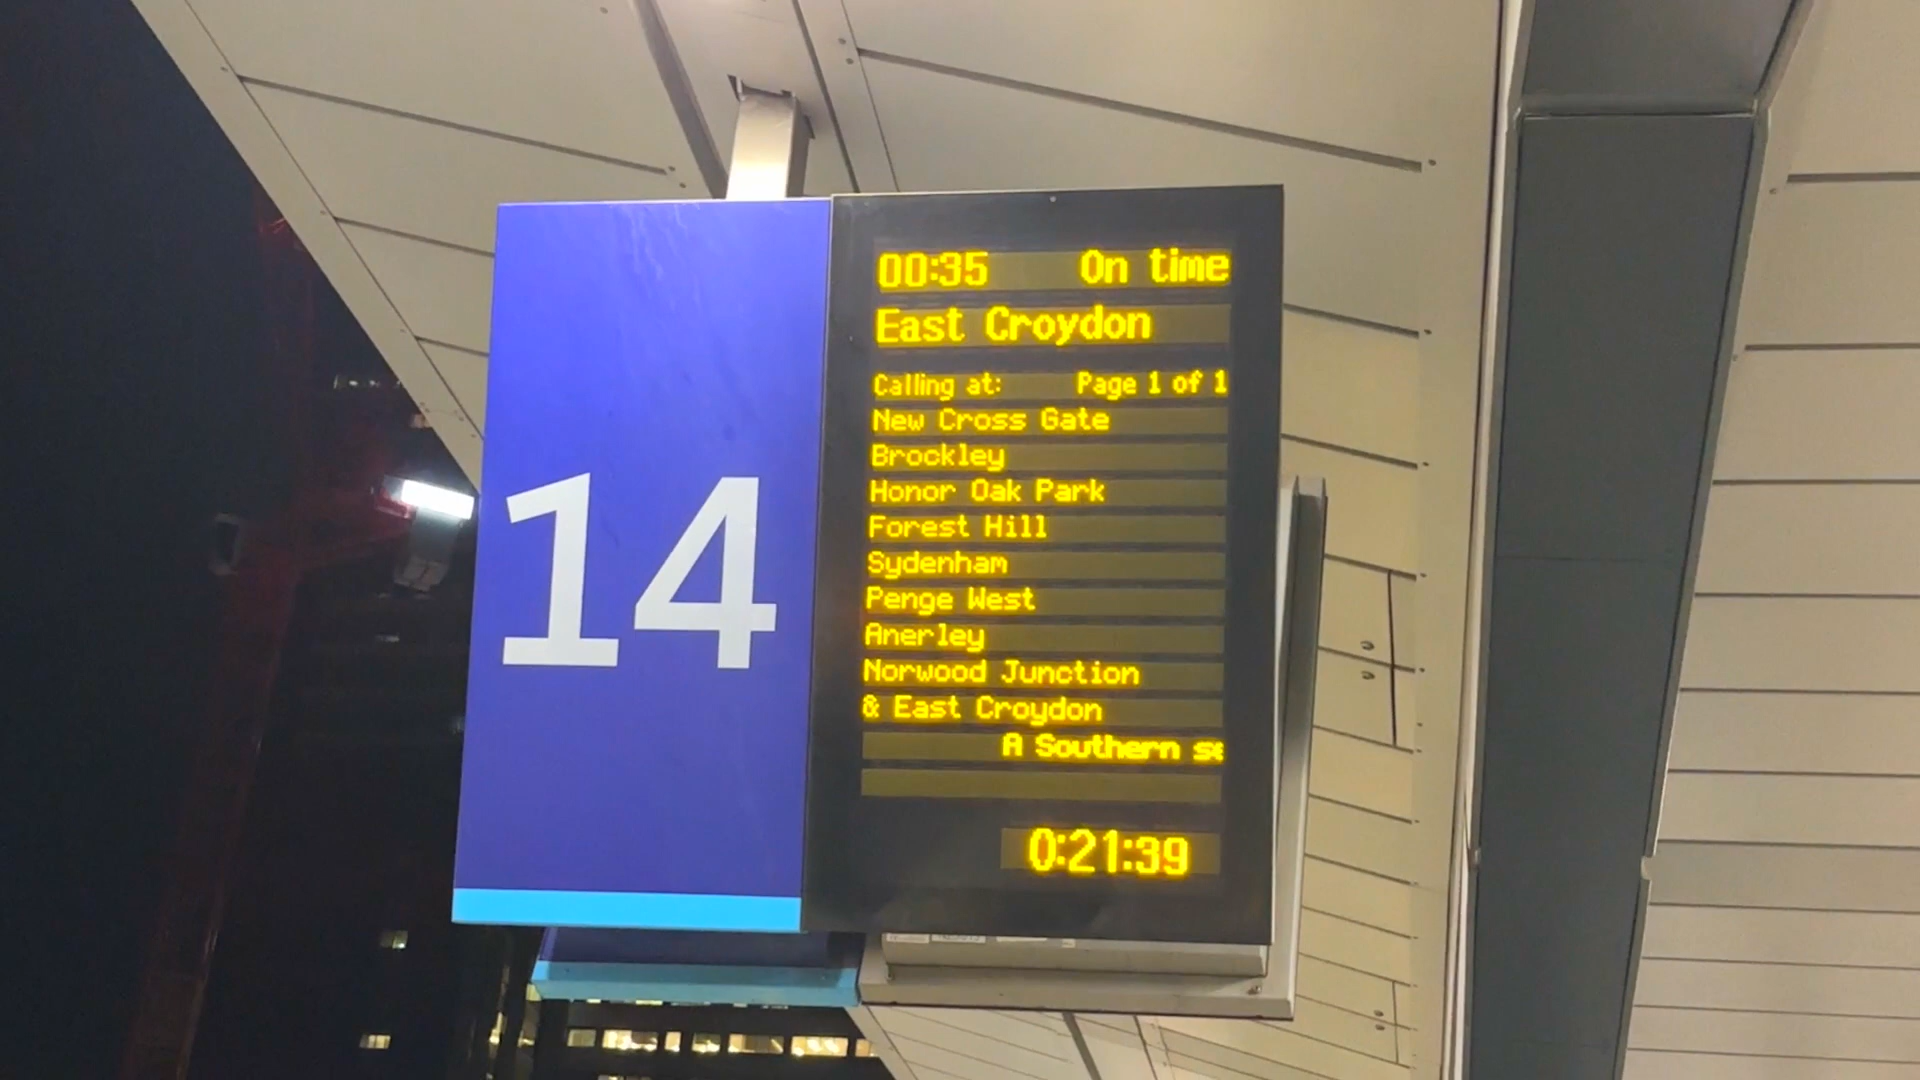 14
00:35 On time
East Croydon
Calling at: Page 1 of 1
New Cross Gate
Brockley
Honor Oak Park
Forest Hill
Sydenham
Penge West
Anerley
Norwood Junction
& East Croydon
A Southern se
0:21:39